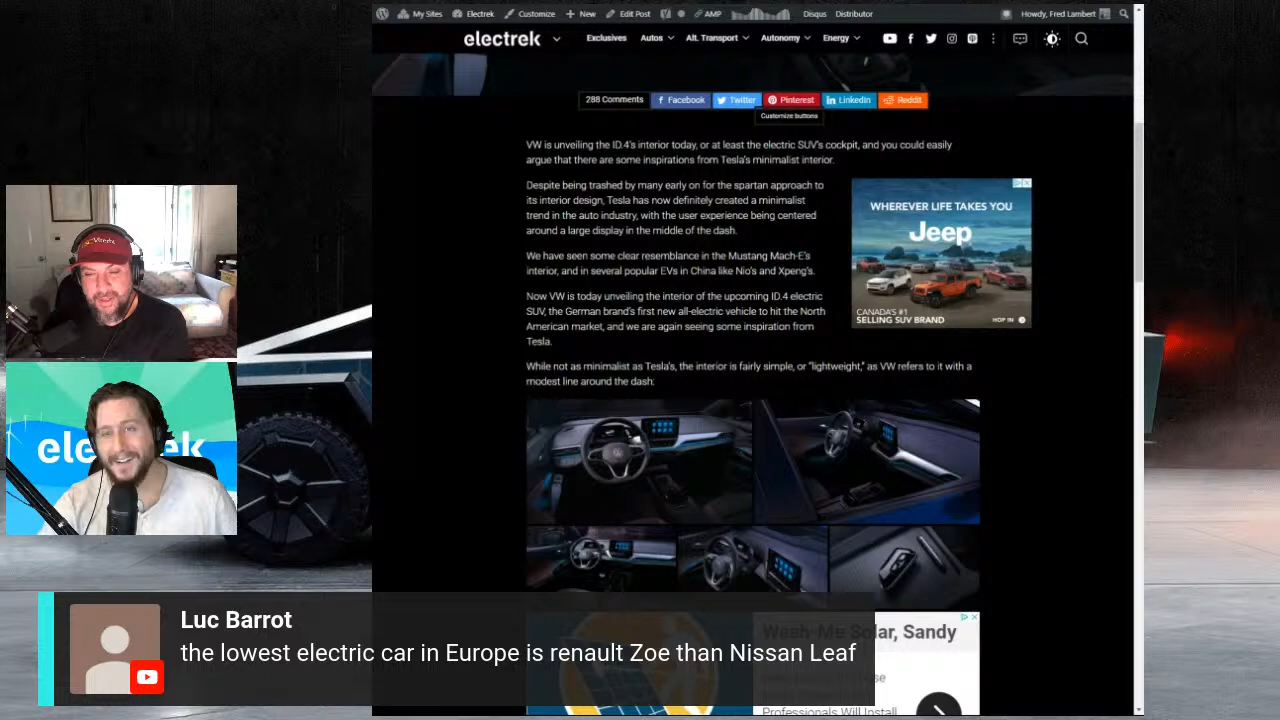 My Sites
Electrek
Customize
New
Edit Post
AMP
Disqus
Distributor
Howdy, Fred Lambert
electrek
Exclusives
Autos
Alt. Transport
Autonomy
Energy
288 Comments
Facebook
Twitter
Pinterest
LinkedIn
Reddit
Customize buttons
VW is unveiling the ID.4's interior today, or at least the electric SUV's cockpit, and you could easily
argue that there are some inspirations from Tesla's minimalist interior.
Despite being trashed by many early on for the spartan approach to
its interior design, Tesla has now definitely created a minimalist
trend in the auto industry, with the user experience being centered
around a large display in the middle of the dash.
We have seen some clear resemblance in the Mustang Mach-E's
interior, and in several popular EVs in China like Nio's and Xpeng's.
Now VW is today unveiling the interior of the upcoming ID.4 electric
SUV, the German brand's first new all-electric vehicle to hit the North
American market, and we are again seeing some inspiration from
Tesla.
While not as minimalist as Tesla's, the interior is fairly simple, or "lightweight," as VW refers to it with a
modest line around the dash:
WHEREVER LIFE TAKES YOU
Jeep
CANADA'S #1
SELLING SUV BRAND
HOP IN
Luc Barrot
the lowest electric car in Europe is renault Zoe than Nissan Leaf
Wash-Me Solar, Sandy
Professionals Will Install